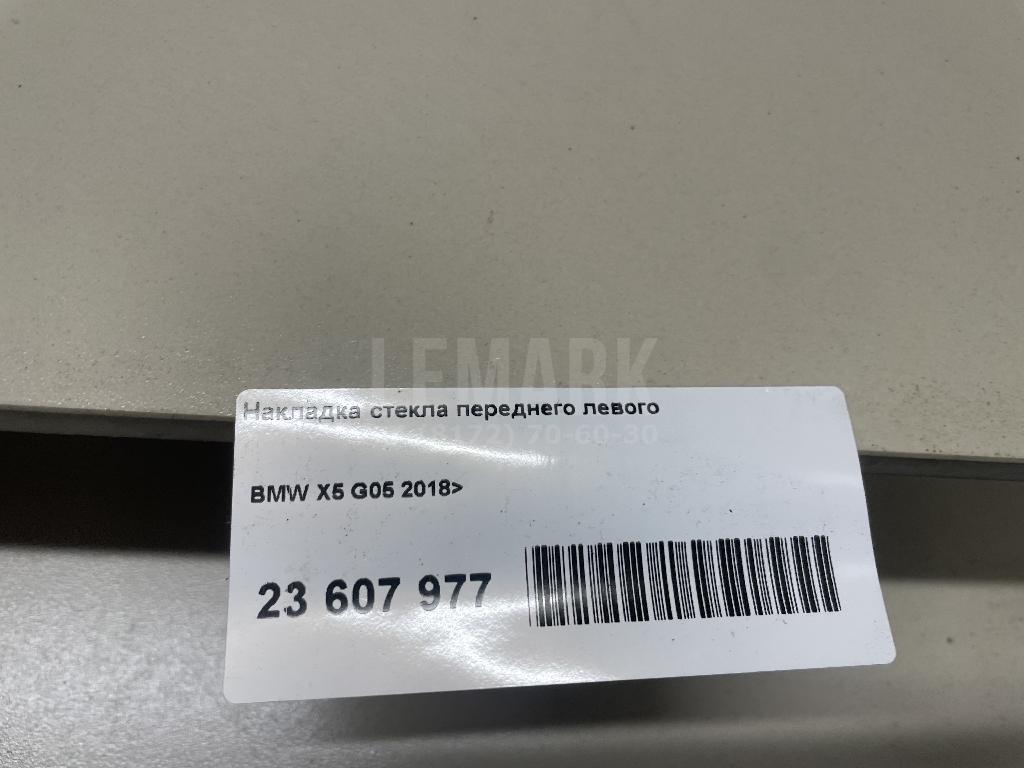 LEMARK
Накладка стекла переднего левого
(8172) 70-60-30
BMW X5 G05 2018>
23 607 977